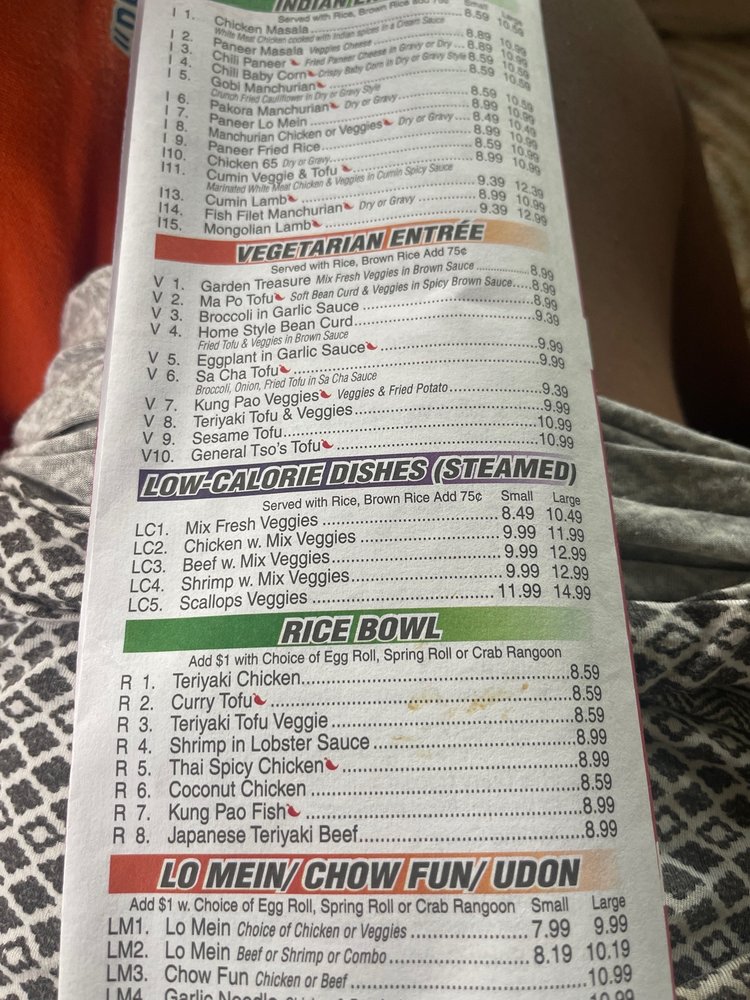 INDIAN
Served with Rice, Brown Rice add 75¢ Small Large
I 1. Chicken Masala 8.59 10.59
White Meat Chicken cooked with Indian spices in a Cream Sauce
I 2. Paneer Masala Veggies Cheese 8.89 10.99
I 3. Chili Paneer Fried Paneer Cheese in Gravy or Dry 8.89 10.99
I 4. Chili Baby Corn Crispy Baby Corn in Dry or Gravy Style 8.59 10.59
I 5. Gobi Manchurian 8.59 10.59
Crunch Fried Cauliflower in Dry or Gravy Style
I 6. Pakora Manchurian Dry or Gravy 8.59 10.59
I 7. Paneer Lo Mein 8.99 10.99
I 8. Manchurian Chicken or Veggies Dry or Gravy 8.49 10.49
I 9. Paneer Fried Rice 8.99 10.99
I10. Chicken 65 Dry or Gravy 8.59 10.99
I11. Cumin Veggie & Tofu 8.99 10.99
Marinated White Meat Chicken & Veggies in Cumin Spicy Sauce
I13. Cumin Lamb 9.39 12.39
I14. Fish Filet Manchurian Dry or Gravy 8.99 10.99
I15. Mongolian Lamb 9.39 12.99
VEGETARIAN ENTRÉE
Served with Rice, Brown Rice Add 75¢
V 1. Garden Treasure Mix Fresh Veggies in Brown Sauce 8.99
V 2. Ma Po Tofu Soft Bean Curd & Veggies in Spicy Brown Sauce 8.99
V 3. Broccoli in Garlic Sauce 8.99
V 4. Home Style Bean Curd 9.39
Fried Tofu & Veggies in Brown Sauce
V 5. Eggplant in Garlic Sauce 9.99
V 6. Sa Cha Tofu 9.99
Broccoli, Onion, Fried Tofu in Sa Cha Sauce
V 7. Kung Pao Veggies Veggies & Fried Potato 9.39
V 8. Teriyaki Tofu & Veggies 9.99
V 9. Sesame Tofu 10.99
V10. General Tso's Tofu 10.99
LOW-CALORIE DISHES (STEAMED)
Served with Rice, Brown Rice Add 75¢ Small Large
LC1. Mix Fresh Veggies 8.49 10.49
LC2. Chicken w. Mix Veggies 9.99 11.99
LC3. Beef w. Mix Veggies 9.99 12.99
LC4. Shrimp w. Mix Veggies 9.99 12.99
LC5. Scallops Veggies 11.99 14.99
RICE BOWL
Add $1 with Choice of Egg Roll, Spring Roll or Crab Rangoon
R 1. Teriyaki Chicken 8.59
R 2. Curry Tofu 8.59
R 3. Teriyaki Tofu Veggie 8.59
R 4. Shrimp in Lobster Sauce 8.99
R 5. Thai Spicy Chicken 8.99
R 6. Coconut Chicken 8.59
R 7. Kung Pao Fish 8.99
R 8. Japanese Teriyaki Beef 8.99
LO MEIN/ CHOW FUN/ UDON
Add $1 w. Choice of Egg Roll, Spring Roll or Crab Rangoon Small Large
LM1. Lo Mein Choice of Chicken or Veggies 7.99 9.99
LM2. Lo Mein Beef or Shrimp or Combo 8.19 10.19
LM3. Chow Fun Chicken or Beef 10.99
LM4. Garlic Noodle